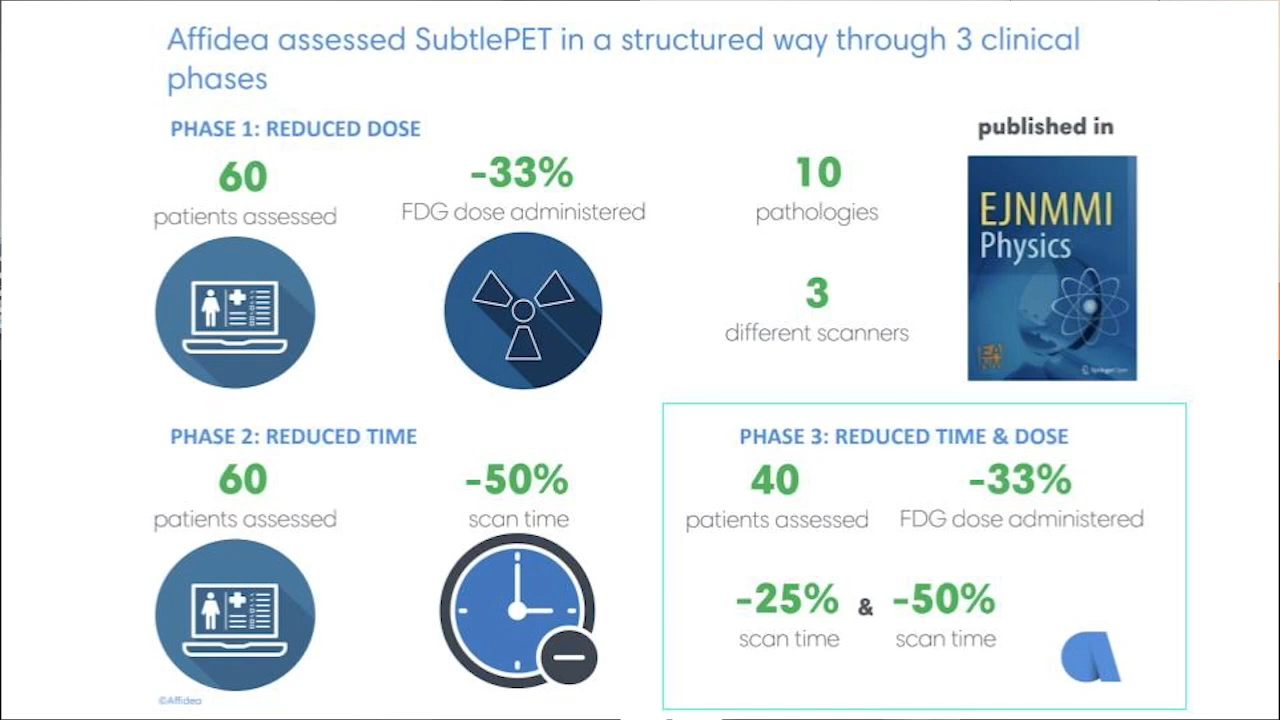 Affidea assessed SubtlePET in a structured way through 3 clinical
phases
PHASE 1: REDUCED DOSE
60
patients assessed
-33%
FDG dose administered
10
pathologies
3
different scanners
published in
EJNMMI
Physics
SpringerOpen
PHASE 2: REDUCED TIME
60
patients assessed
-50%
scan time
PHASE 3: REDUCED TIME & DOSE
40
patients assessed
-33%
FDG dose administered
-25% & -50%
scan time scan time
©Affidea